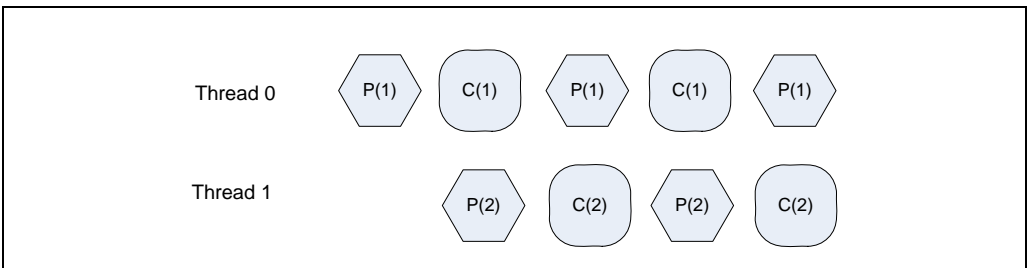 Thread 0 P(1) C(1) P(1) C(1) P(1)
Thread 1 P(2) C(2) P(2) C(2)